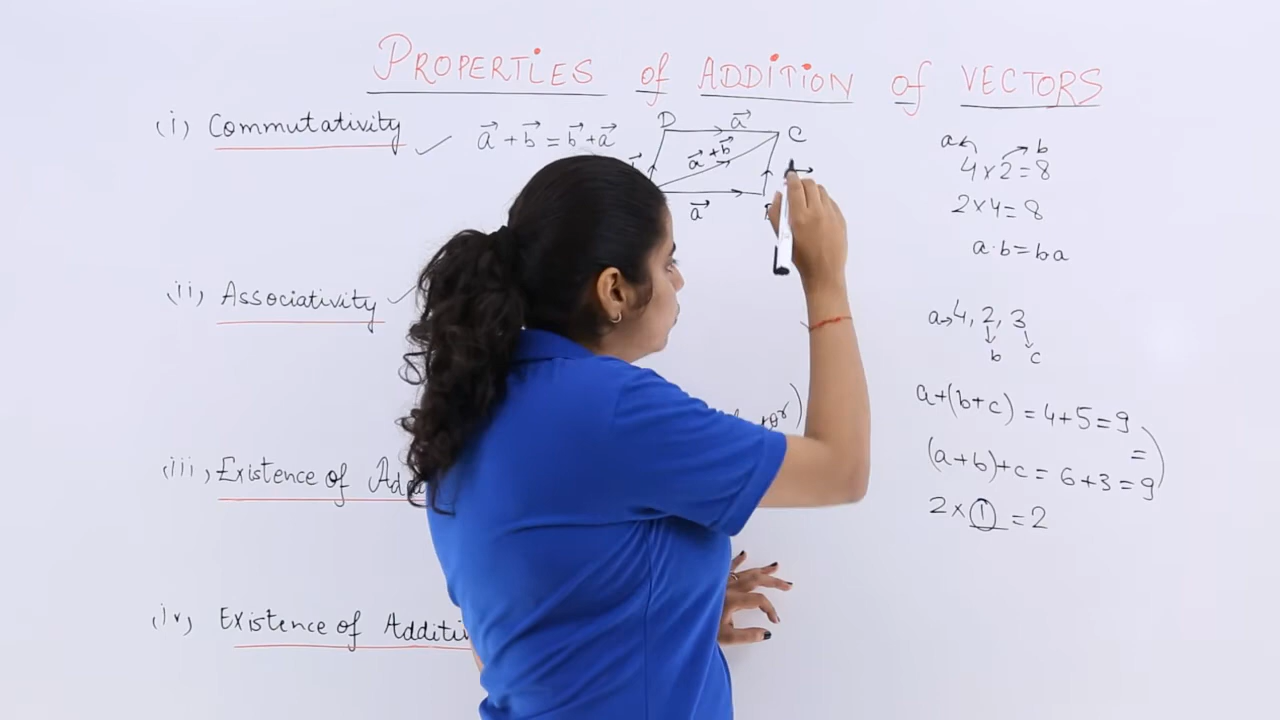 PROPERTIES of ADDITION of VECTORS
(i) Commutativity ✓ a⃗ + b⃗ = b⃗ + a⃗
D a⃗ C
a⃗ + b⃗
a⃗
a b
4 × 2 = 8
2 × 4 = 8
a·b = ba
(ii) Associativity ✓
a→ 4, 2, 3
b c
a+(b+c) = 4+5 = 9
=
(a+b)+c = 6+3 = 9
2 × 1 = 2
(iii) Existence of
(iv) Existence of